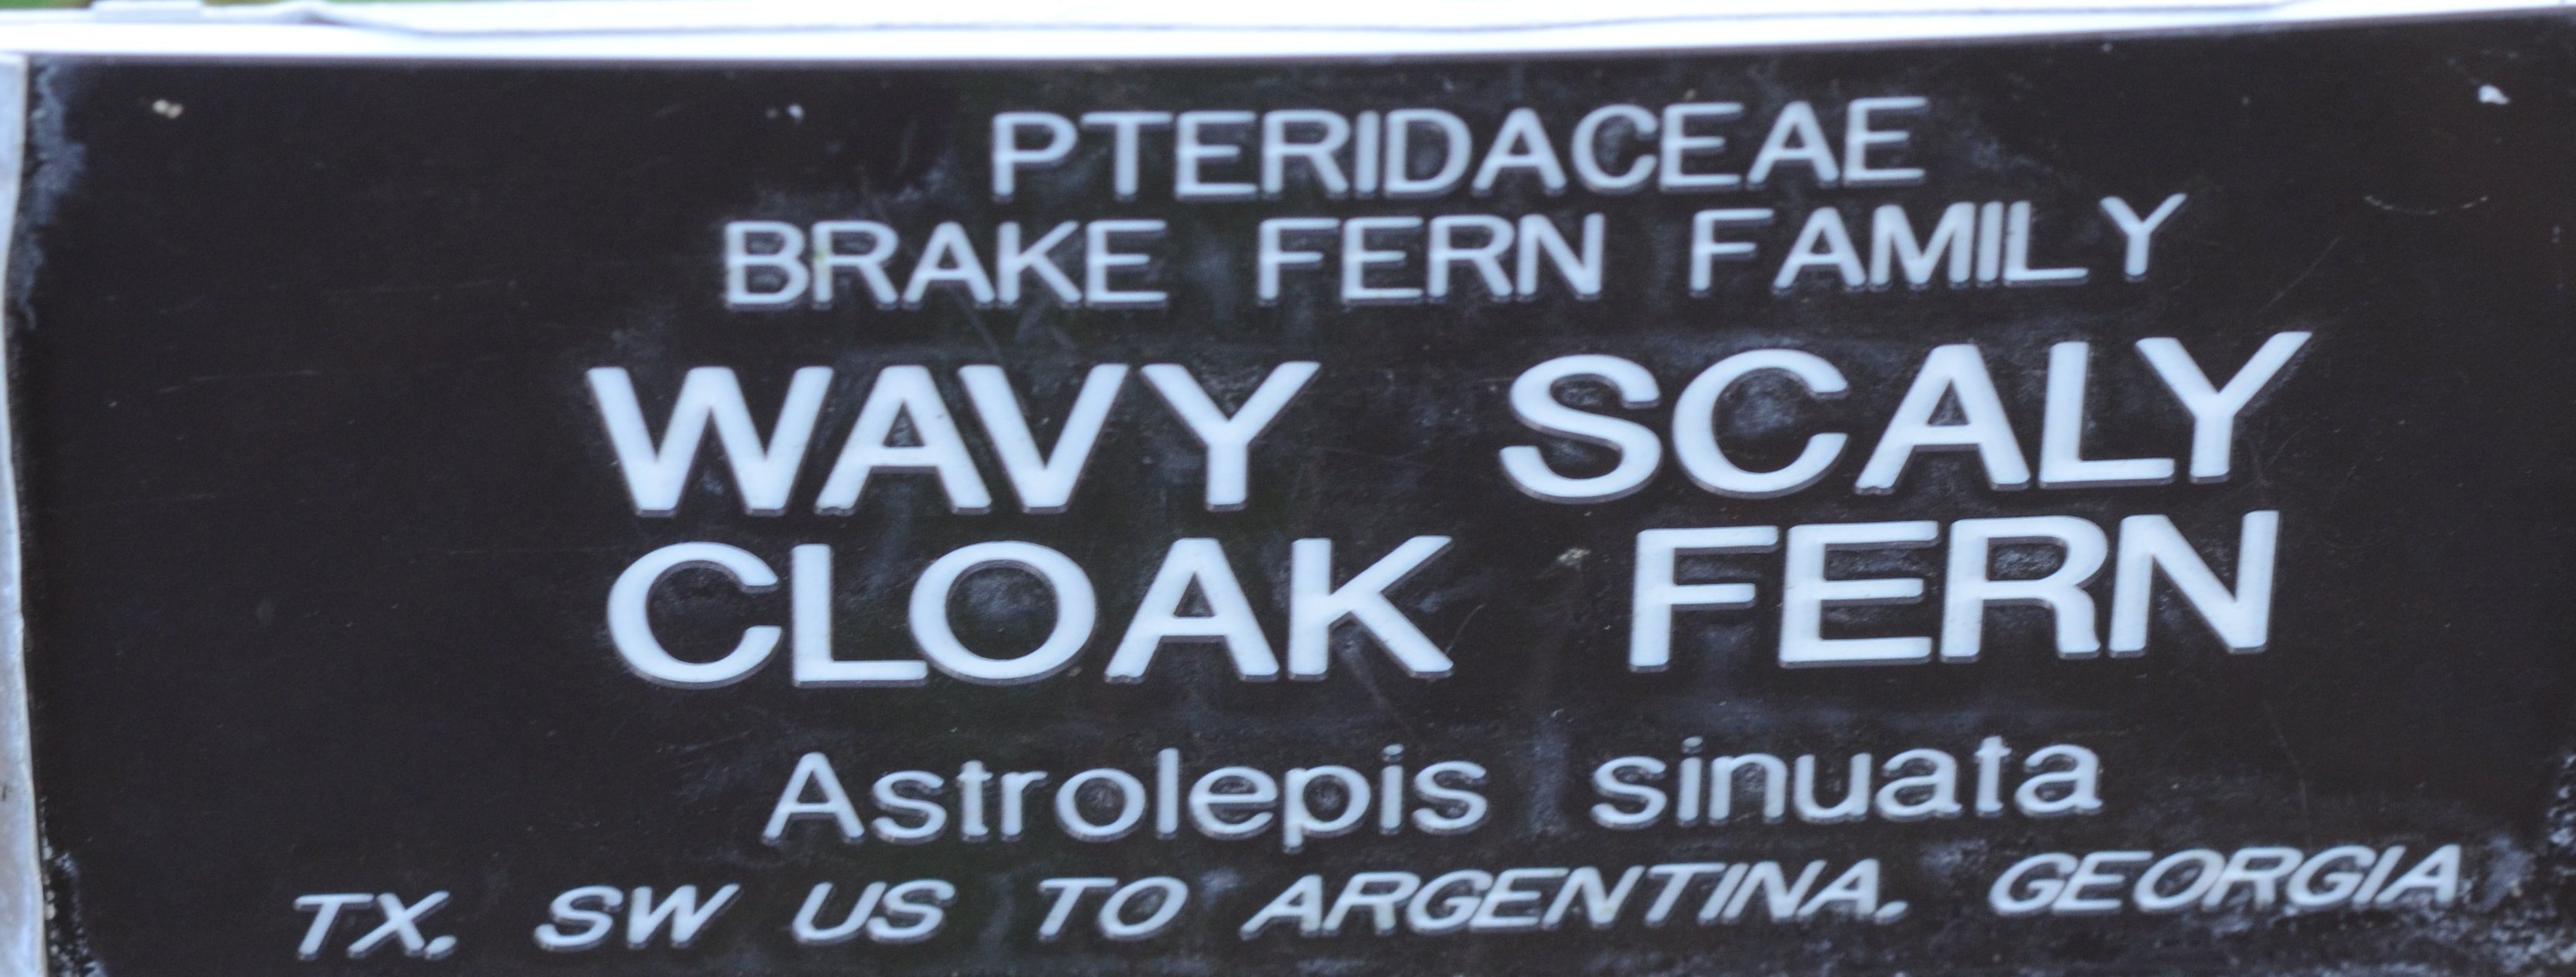 PTERIDACEAE
BRAKE FERN FAMILY
WAVY SCALY
CLOAK FERN
Astrolepis sinuata
TX, SW US TO ARGENTINA, GEORGIA